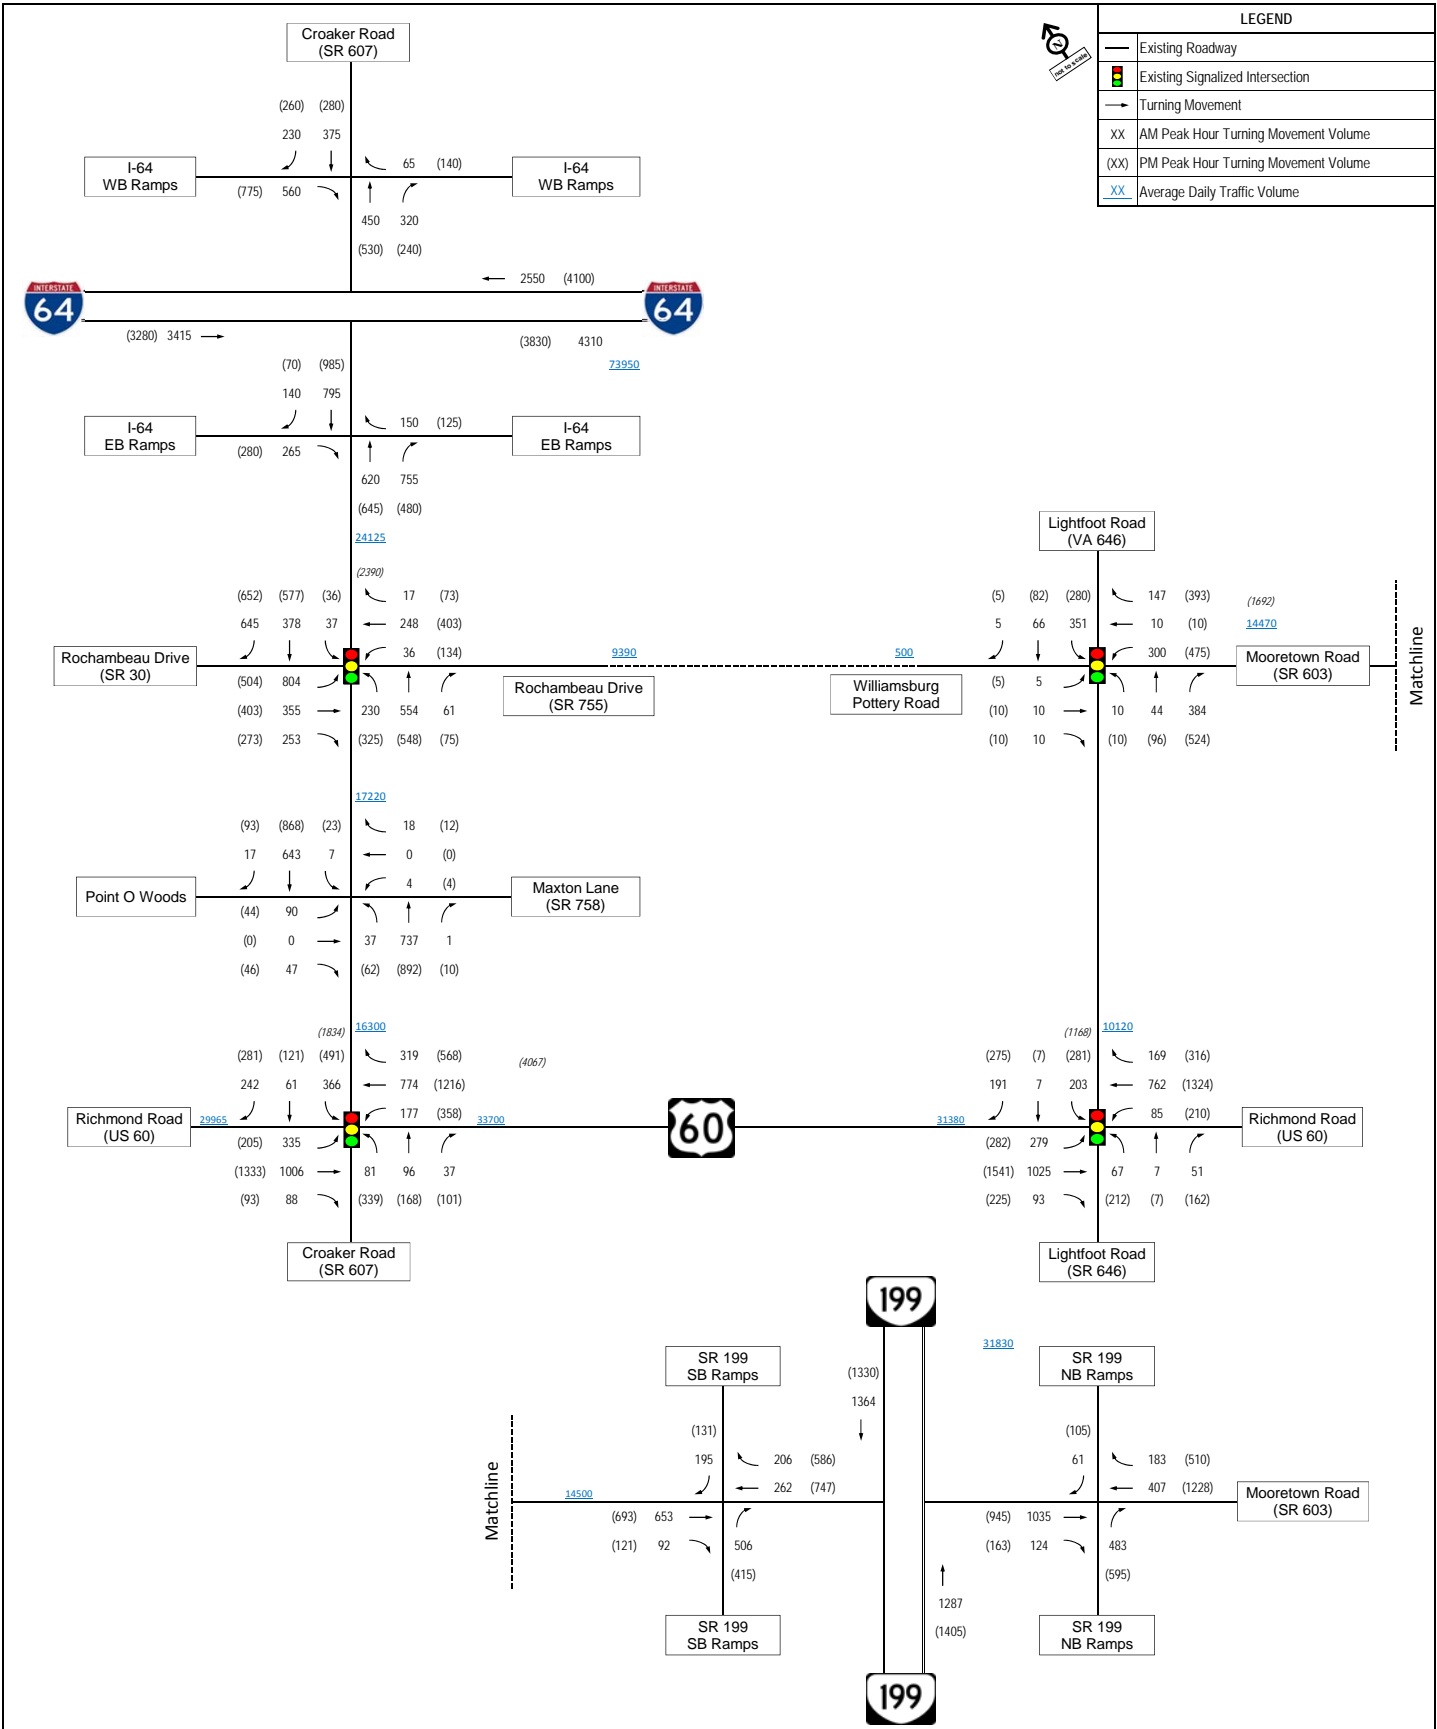 LEGEND
Existing Roadway
Existing Signalized Intersection
Turning Movement
XX AM Peak Hour Turning Movement Volume
(XX) PM Peak Hour Turning Movement Volume
XX Average Daily Traffic Volume
N
not to scale
Croaker Road
(SR 607)
(260) (280)
230 375
65 (140)
I-64
WB Ramps
I-64
WB Ramps
(775) 560
450 320
(530) (240)
2550 (4100)
INTERSTATE
64
INTERSTATE
64
(3280) 3415
(3830) 4310
73950
(70) (985)
140 795
150 (125)
I-64
EB Ramps
I-64
EB Ramps
(280) 265
620 755
(645) (480)
24125
(2390)
(652) (577) (36) 17 (73)
645 378 37 248 (403)
36 (134)
Rochambeau Drive
(SR 30)
9390
(504) 804
Rochambeau Drive
(SR 755)
(403) 355 230 554 61
(273) 253 (325) (548) (75)
Lightfoot Road
(VA 646)
(5) (82) (280) 147 (393)
(1692)
5 66 351 10 (10)
14470
300 (475)
500
Mooretown Road
(SR 603)
Matchline
Williamsburg
Pottery Road
(5) 5
(10) 10 10 44 384
(10) 10 (10) (96) (524)
17220
(93) (868) (23) 18 (12)
17 643 7 0 (0)
4 (4)
Point O Woods
Maxton Lane
(SR 758)
(44) 90
(0) 0 37 737 1
(46) 47 (62) (892) (10)
(1834) 16300
(281) (121) (491) 319 (568)
(4067)
242 61 366 774 (1216)
177 (358)
Richmond Road
(US 60)
29965
33700
(205) 335
(1333) 1006 81 96 37
(93) 88 (339) (168) (101)
Croaker Road
(SR 607)
60
(1168) 10120
(275) (7) (281) 169 (316)
191 7 203 762 (1324)
85 (210)
31380
Richmond Road
(US 60)
(282) 279
(1541) 1025 67 7 51
(225) 93 (212) (7) (162)
Lightfoot Road
(SR 646)
199
31830
SR 199
SB Ramps
(1330)
1364
SR 199
NB Ramps
(131)
195 206 (586)
262 (747)
Matchline
14500
(693) 653
(121) 92 506
(415)
SR 199
SB Ramps
(105)
61 183 (510)
407 (1228)
Mooretown Road
(SR 603)
(945) 1035
(163) 124 483
(595)
1287
(1405)
SR 199
NB Ramps
199